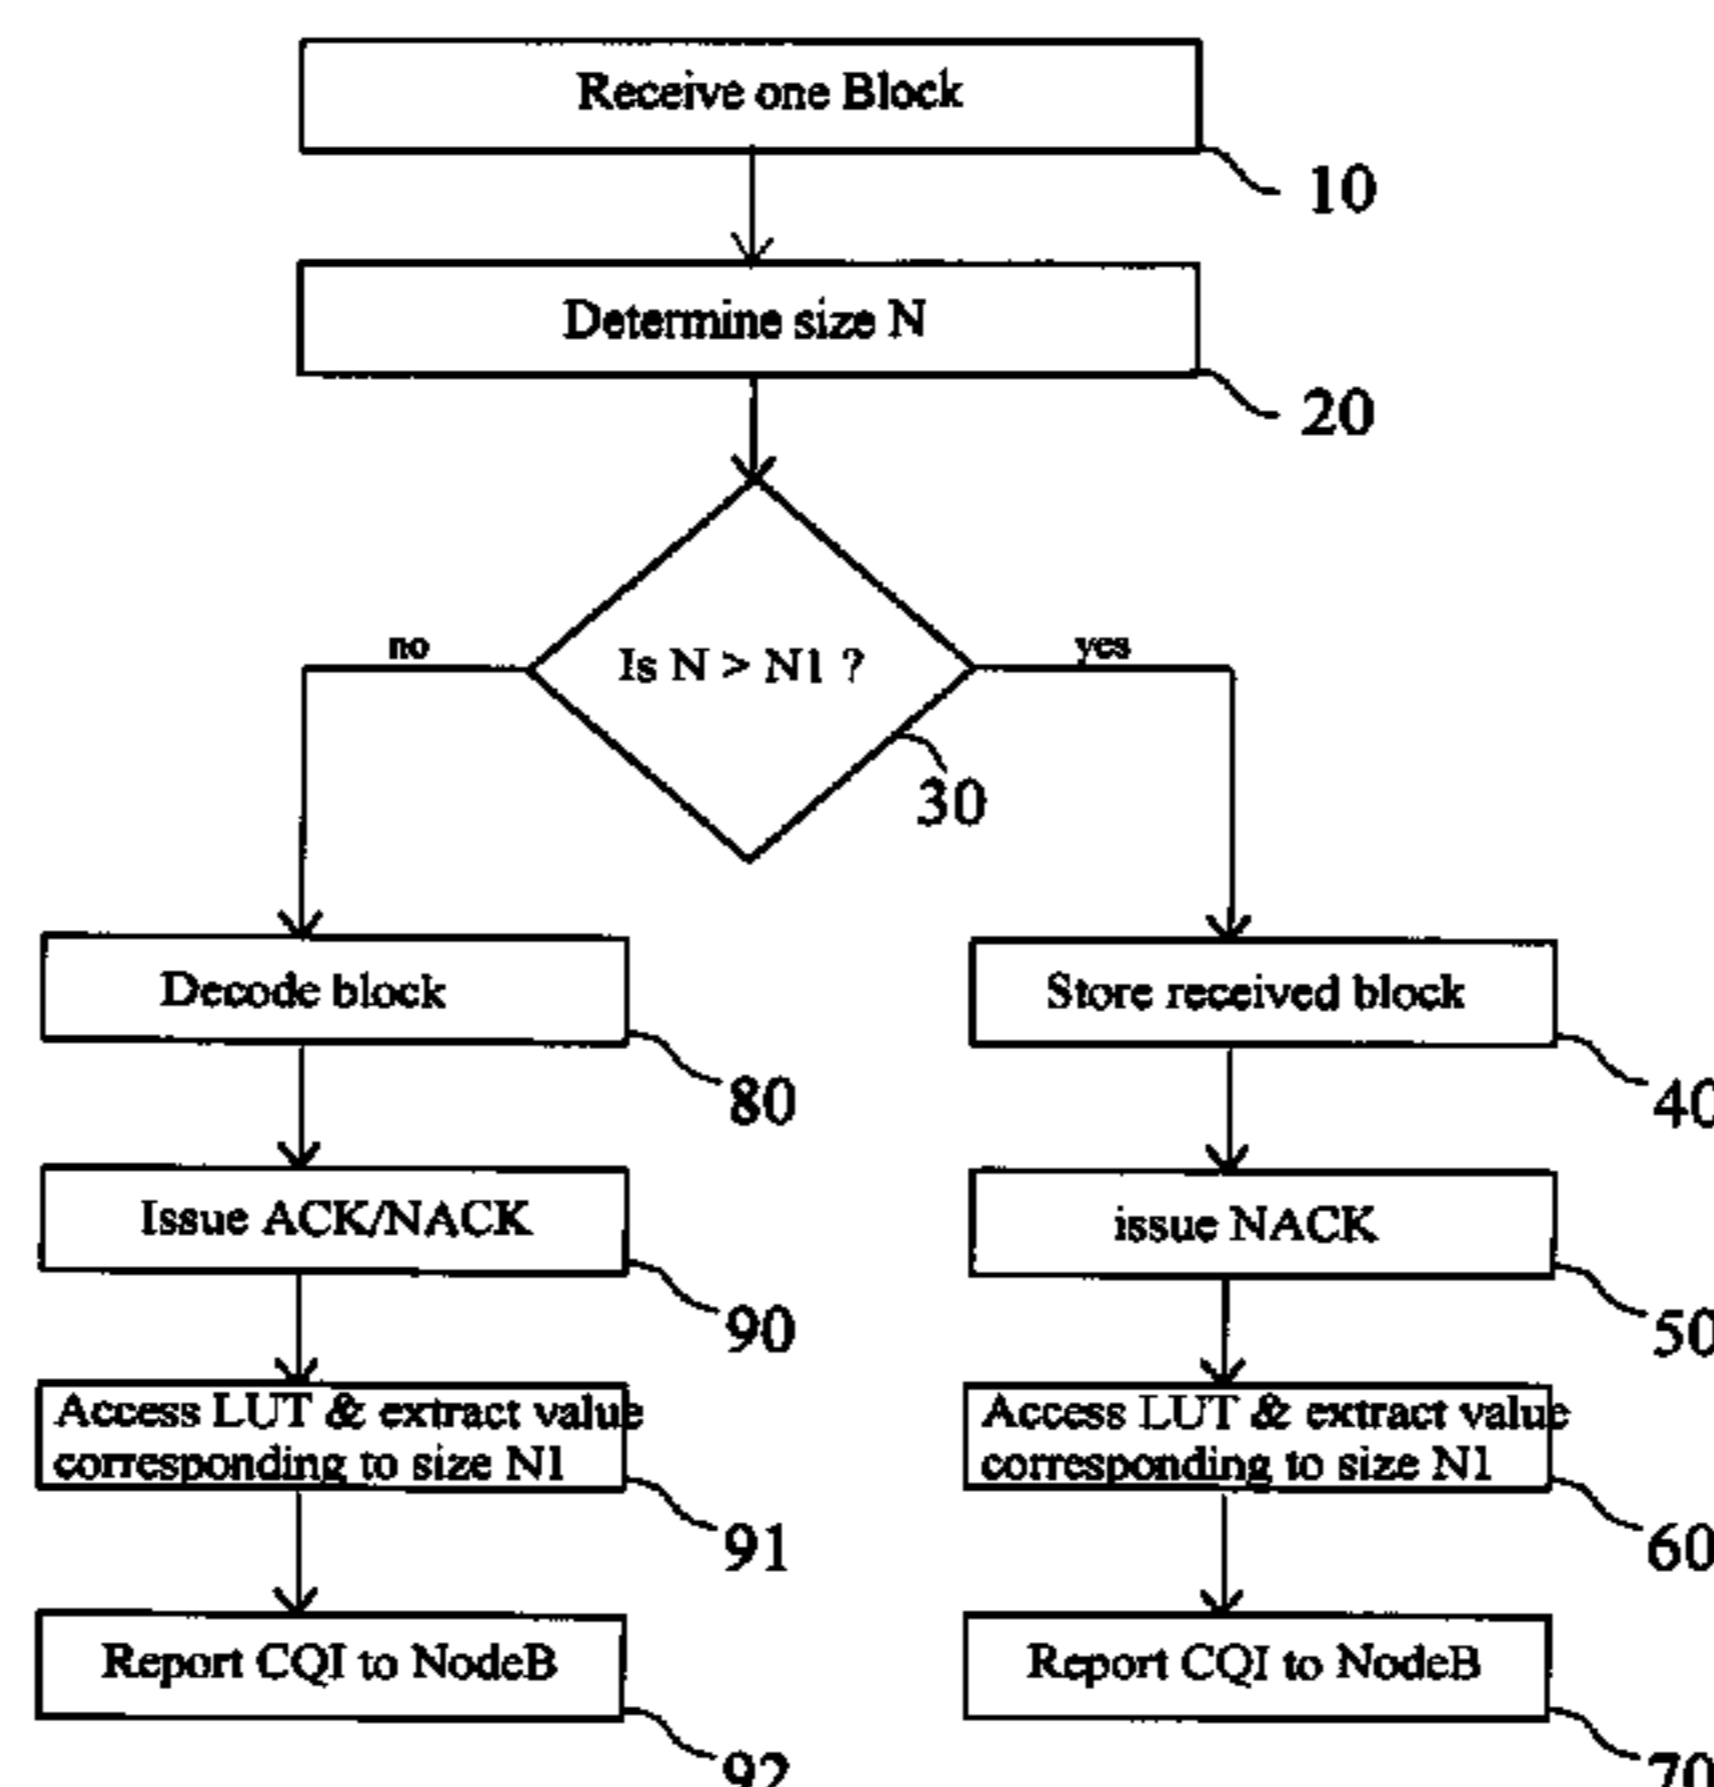 Receive one Block
10
Determine size N
20
no
yes
Is N > N1 ?
30
Decode block
80
Store received block
40
Issue ACK/NACK
90
issue NACK
50
Access LUT & extract value
corresponding to size N1
91
Access LUT & extract value
corresponding to size N1
60
Report CQI to NodeB
92
Report CQI to NodeB
70